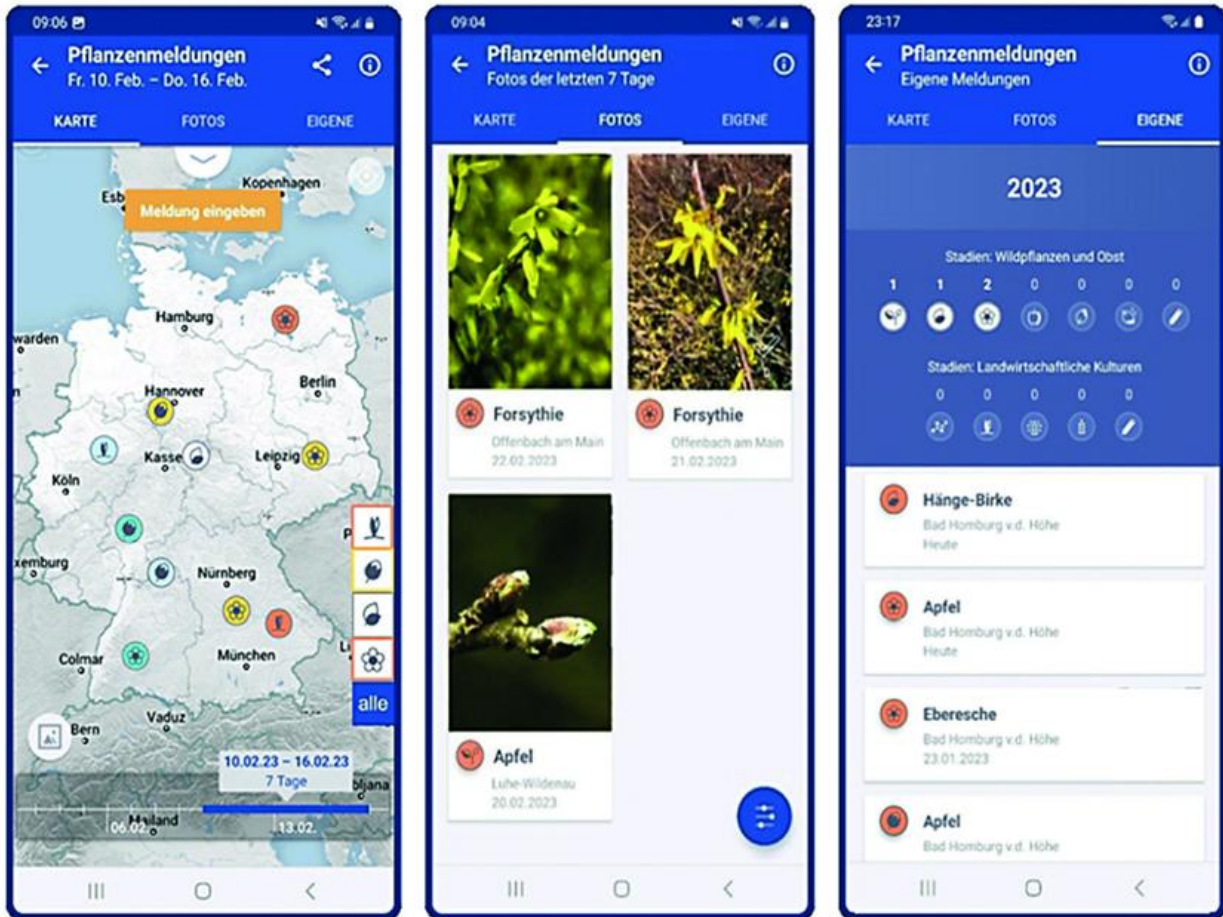 09:06
Pflanzenmeldungen
Fr. 10. Feb. – Do. 16. Feb.
KARTE FOTOS EIGENE
Kopenhagen
Esb
Meldung eingeben
Hamburg
warden
Berlin
Hannover
Kasse
Leipzig
Köln
xemburg
Nürnberg
Colmar
München
alle
Vaduz
Bern
10.02.23 – 16.02.23
7 Tage
bljana
Mailand
06.02.
13.02.
09:04
Pflanzenmeldungen
Fotos der letzten 7 Tage
KARTE FOTOS EIGENE
Forsythie
Offenbach am Main
22.02.2023
Forsythie
Offenbach am Main
21.02.2023
Apfel
Luhe-Wildenau
20.02.2023
23:17
Pflanzenmeldungen
Eigene Meldungen
KARTE FOTOS EIGENE
2023
Stadien: Wildpflanzen und Obst
1 1 2 0 0 0 0
Stadien: Landwirtschaftliche Kulturen
0 0 0 0 0
Hänge-Birke
Bad Homburg v.d. Höhe
Heute
Apfel
Bad Homburg v.d. Höhe
Heute
Eberesche
Bad Homburg v.d. Höhe
23.01.2023
Apfel
Bad Homburg v.d. Höhe